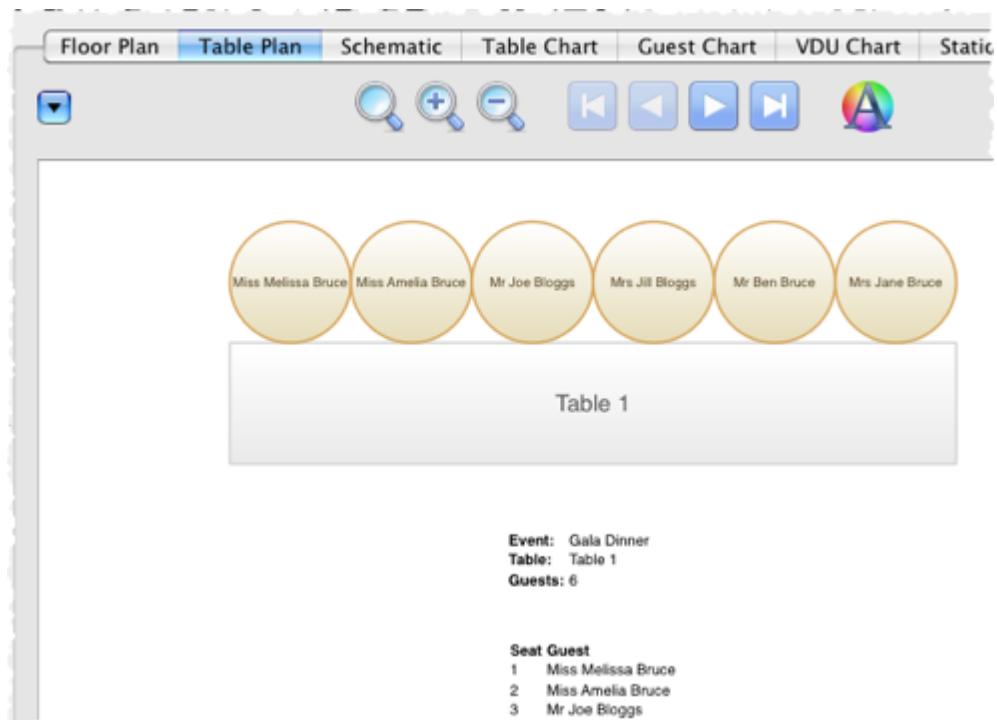 Floor Plan Table Plan Schematic Table Chart Guest Chart VDU Chart
Miss Melissa Bruce Miss Amelia Bruce Mr Joe Bloggs Mrs Jill Bloggs Mr Ben Bruce Mrs Jane Bruce
Table 1
Event: Gala Dinner
Table: Table 1
Guests: 6
Seat Guest
1 Miss Melissa Bruce
2 Miss Amelia Bruce
3 Mr Joe Bloggs